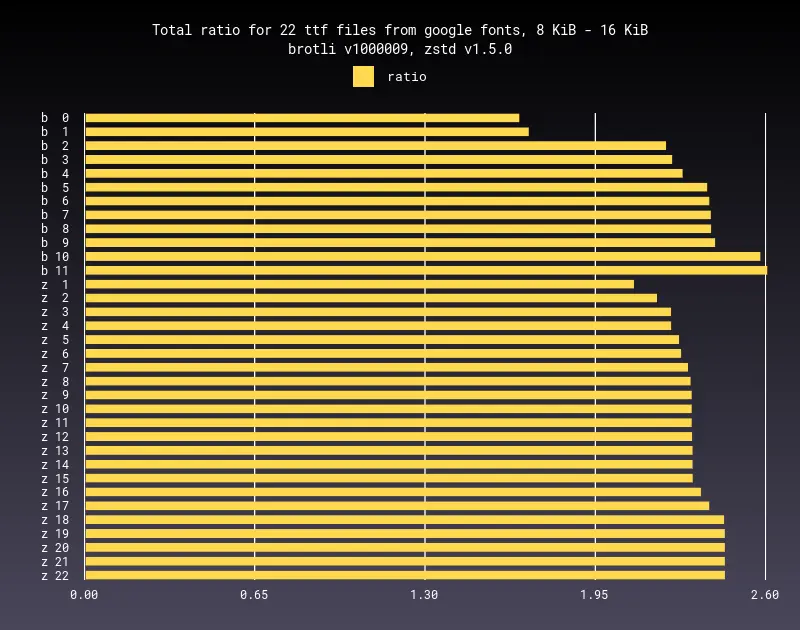 Total ratio for 22 ttf files from google fonts, 8 KiB - 16 KiB
brotli v1000009, zstd v1.5.0
ratio
b 0
b 1
b 2
b 3
b 4
b 5
b 6
b 7
b 8
b 9
b 10
b 11
z 1
z 2
z 3
z 4
z 5
z 6
z 7
z 8
z 9
z 10
z 11
z 12
z 13
z 14
z 15
z 16
z 17
z 18
z 19
z 20
z 21
z 22
0.00 0.65 1.30 1.95 2.60